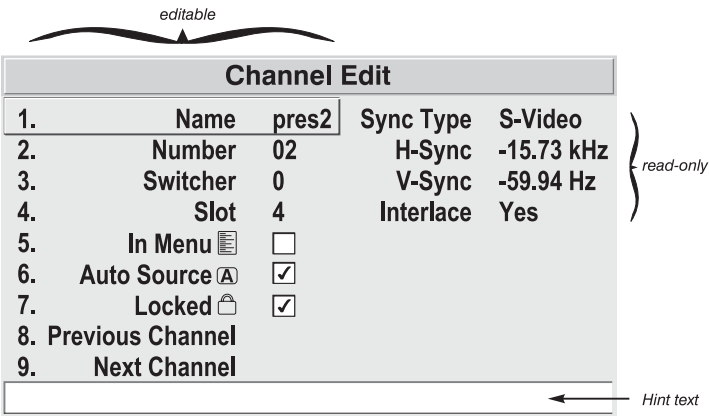 editable
Channel Edit
1. Name pres2 Sync Type S-Video
2. Number 02 H-Sync -15.73 kHz
3. Switcher 0 V-Sync -59.94 Hz
read-only
4. Slot 4 Interlace Yes
5. In Menu
6. Auto Source A
7. Locked
8. Previous Channel
9. Next Channel
Hint text